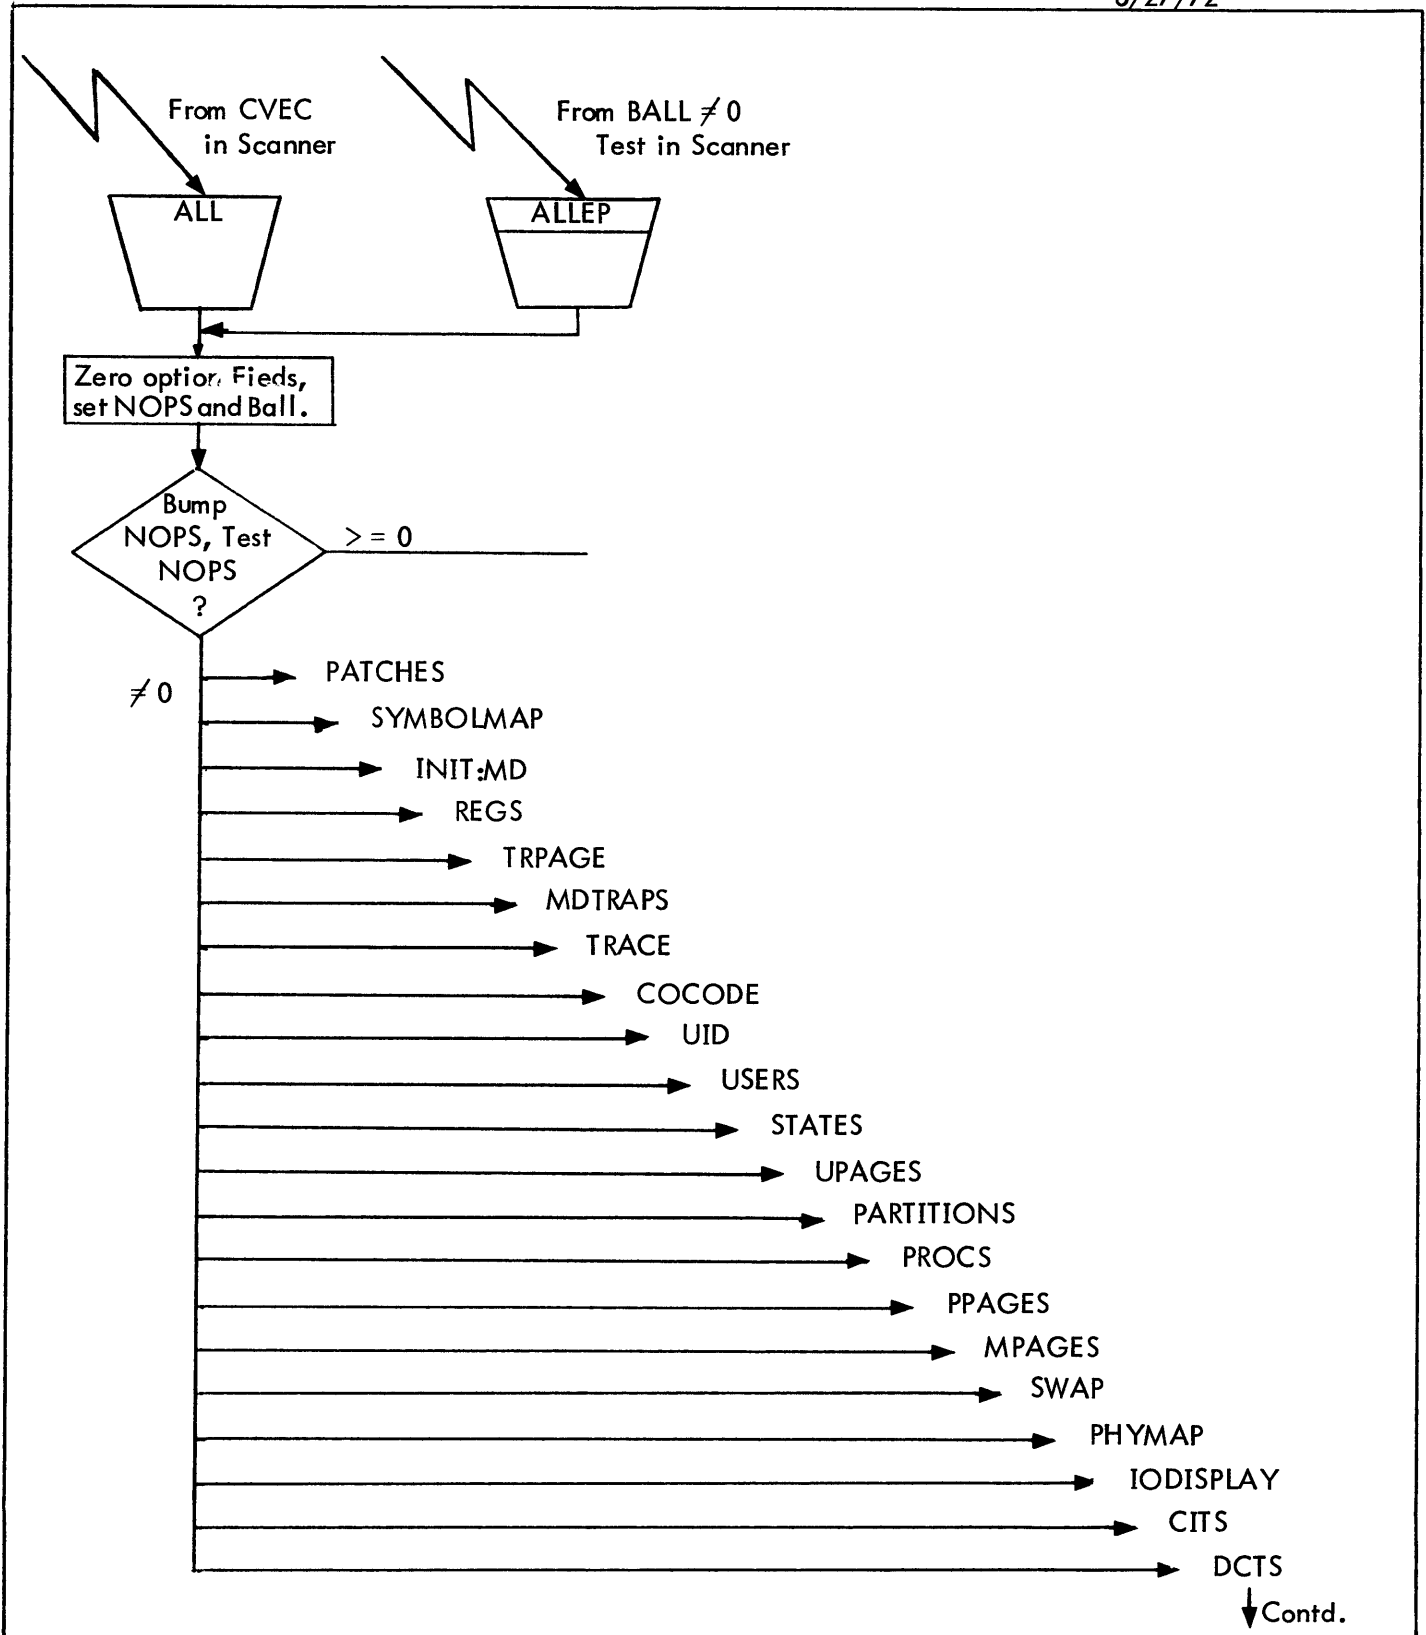 From CVEC
in Scanner
From BALL ≠ 0
Test in Scanner
ALL
ALLEP
Zero option Fieds,
set NOPS and Ball.
Bump
NOPS, Test
NOPS
?
> = 0
≠ 0
PATCHES
SYMBOLMAP
INIT:MD
REGS
TRPAGE
MDTRAPS
TRACE
COCODE
UID
USERS
STATES
UPAGES
PARTITIONS
PROCS
PPAGES
MPAGES
SWAP
PHYMAP
IODISPLAY
CITS
DCTS
Contd.